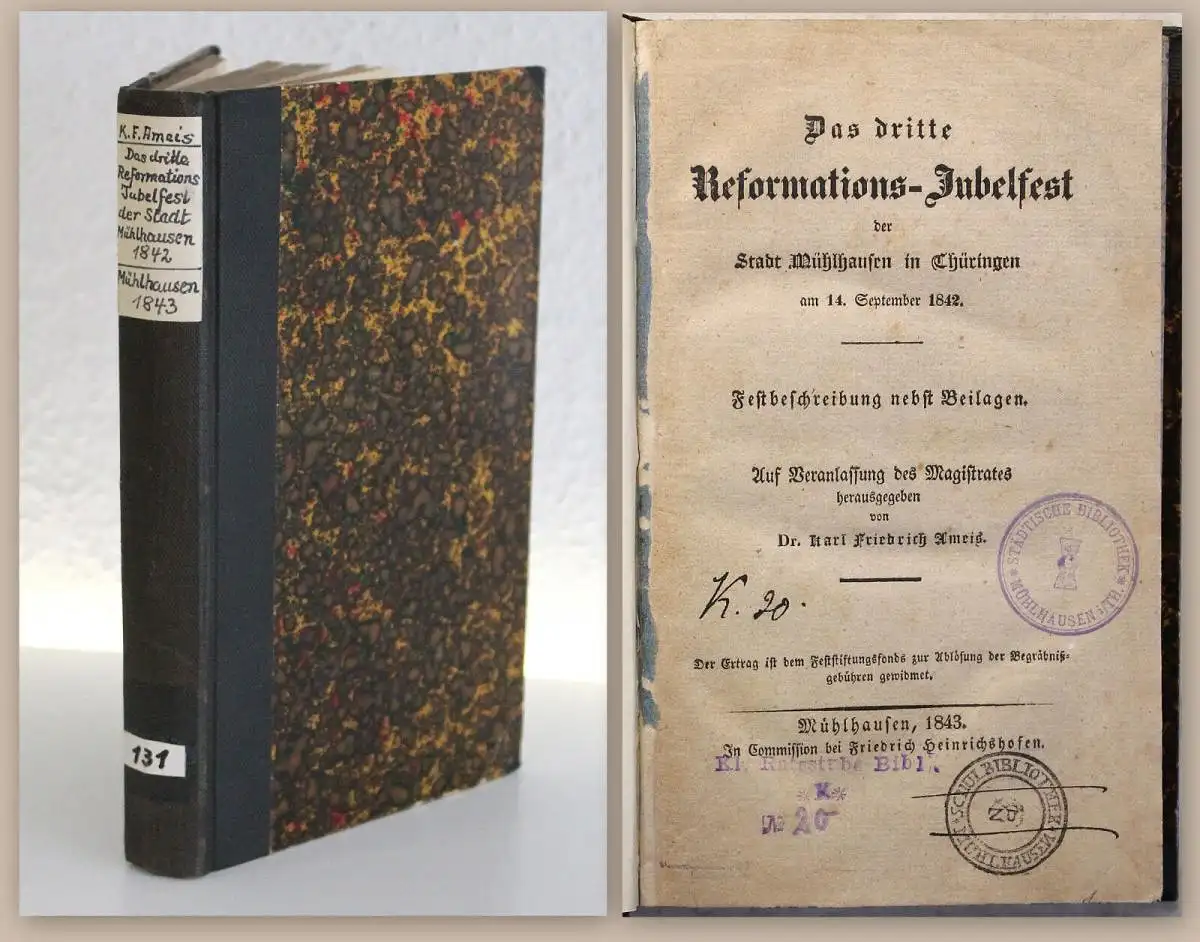 K. F. Ameis
Das dritte
Reformations
Jubelfest
der Stadt
Mühlhausen
1842
Mühlhausen
1843
131
Das dritte
Reformations-Jubelfest
der
Stadt Mühlhausen in Thüringen
am 14. September 1842.
Festbeschreibung nebst Beilagen.
Auf Veranlassung des Magistrates
herausgegeben
von
Dr. Karl Friedrich Ameis.
STÄDTISCHE BIBLIOTHEK
MÜHLHAUSEN i. TH.
K. 20.
Der Ertrag ist dem Feststiftungsfonds zur Ablösung der Begräbniß-
gebühren gewidmet.
Mühlhausen, 1843.
In Commission bei Friedrich Heinrichshofen.
Bibl.
K
№ 20
BIBLIOTHEK
MÜHLHAUSEN